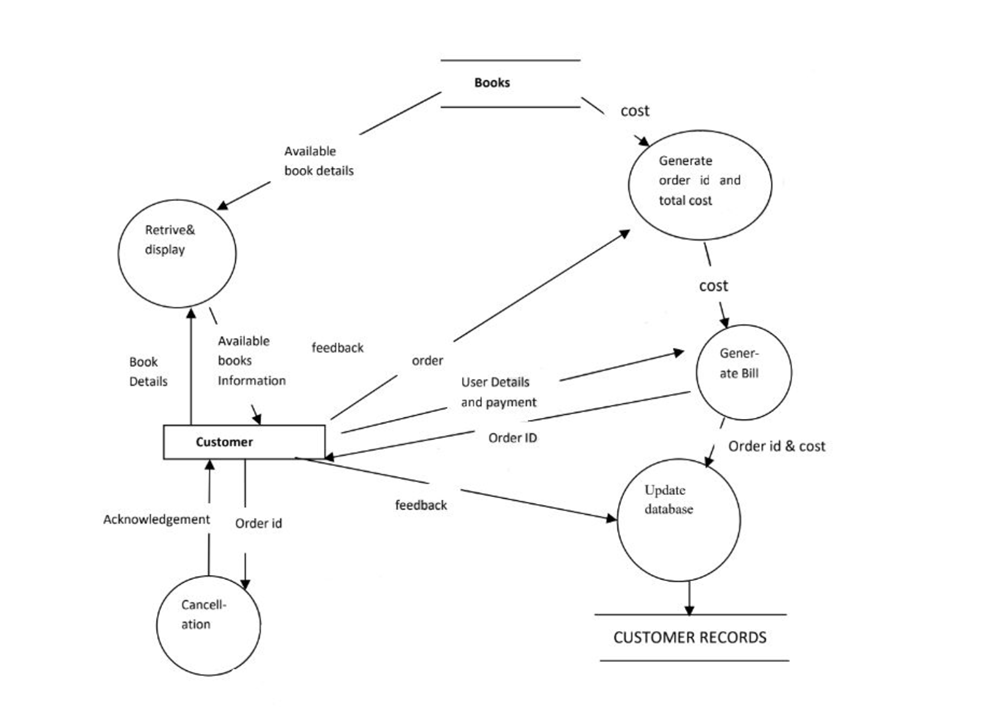 Books
cost
Available
book details
Generate
order id and
total cost
Retrive&
display
cost
Available
books
Information
feedback
Book
Details
order
Gener-
ate Bill
User Details
and payment
Customer
Order ID
Order id & cost
Update
database
feedback
Acknowledgement
Order id
Cancell-
ation
CUSTOMER RECORDS